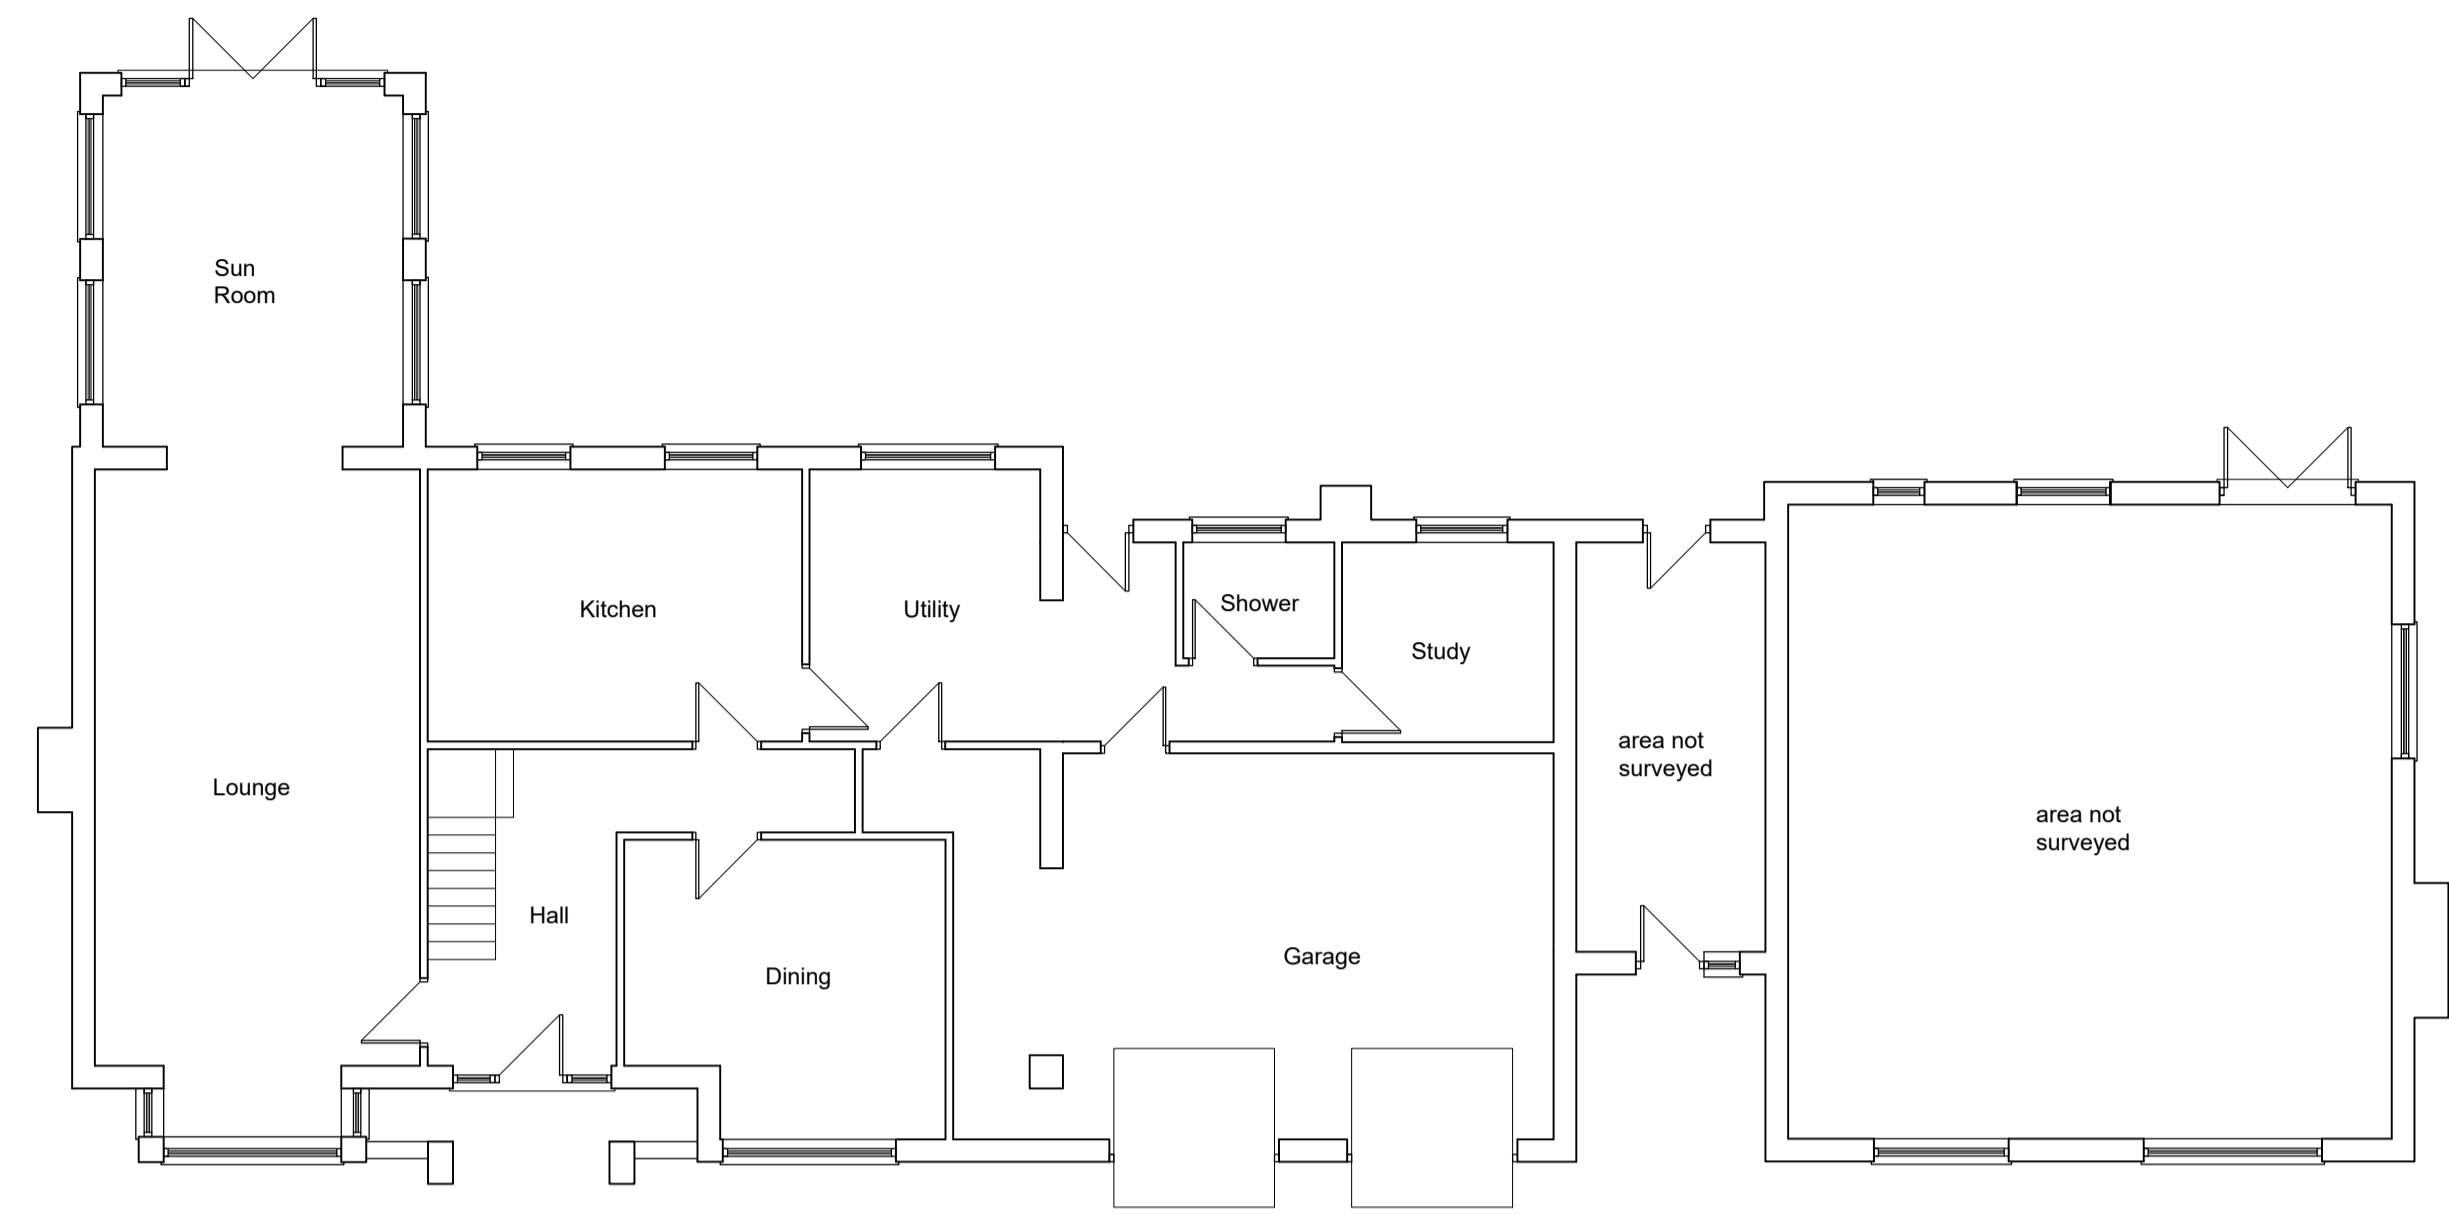 Sun
Room
Kitchen
Utility
Shower
Study
area not
surveyed
Lounge
area not
surveyed
Hall
Garage
Dining